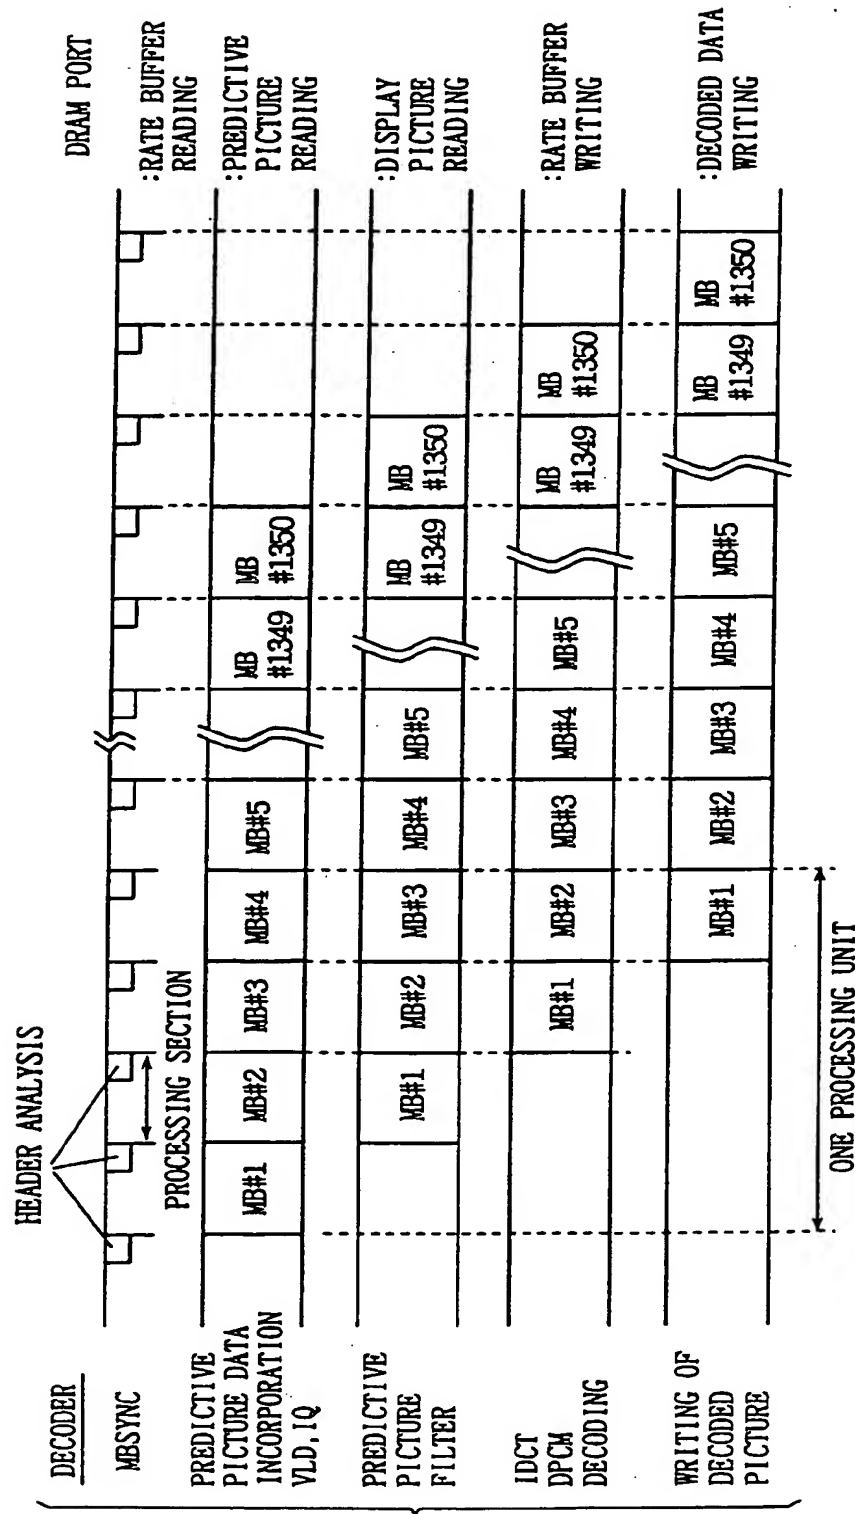 HEADER ANALYSIS
DECODER
DRAM PORT
MBSYNC
:RATE BUFFER
READING
PROCESSING SECTION
PREDICTIVE
PICTURE DATA
INCORPORATION
VLD, IQ
MB#1
MB#2
MB#3
MB#4
MB#5
MB
#1349
MB
#1350
:PREDICTIVE
PICTURE
READING
PREDICTIVE
PICTURE
FILTER
MB#1
MB#2
MB#3
MB#4
MB#5
MB
#1349
MB
#1350
:DISPLAY
PICTURE
READING
IDCT
DPCM
DECODING
MB#1
MB#2
MB#3
MB#4
MB#5
MB
#1349
MB
#1350
:RATE BUFFER
WRITING
WRITING OF
DECODED
PICTURE
MB#1
MB#2
MB#3
MB#4
MB#5
MB
#1349
MB
#1350
:DECODED DATA
WRITING
ONE PROCESSING UNIT